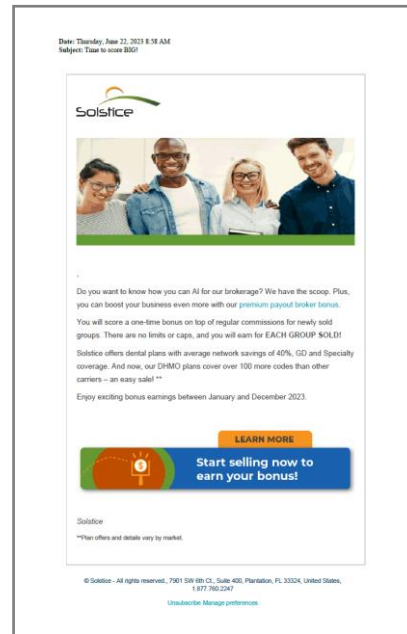 Date: Thursday, June 22, 2023 8:58 AM
Subject: Time to score BIG!
Solstice
,
Do you want to know how you can AI for our brokerage? We have the scoop. Plus,
you can boost your business even more with our premium payout broker bonus.
You will score a one-time bonus on top of regular commissions for newly sold
groups. There are no limits or caps, and you will earn for EACH GROUP SOLD!
Solstice offers dental plans with average network savings of 40%, GD and Specialty
coverage. And now, our DHMO plans cover over 100 more codes than other
carriers – an easy sale! **
Enjoy exciting bonus earnings between January and December 2023.
LEARN MORE
$
Start selling now to
earn your bonus!
Solstice
**Plan offers and details vary by market.
© Solstice - All rights reserved., 7901 SW 6th Ct., Suite 400, Plantation, FL 33324, United States,
1.877.760.2247
Unsubscribe Manage preferences